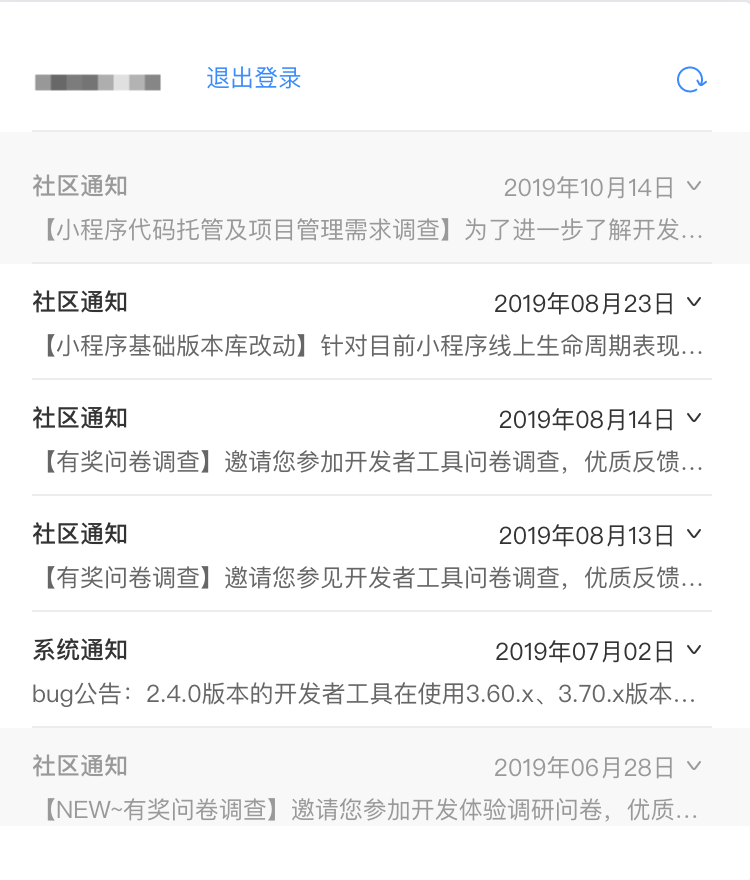 退出登录
社区通知 2019年10月14日
【小程序代码托管及项目管理需求调查】为了进一步了解开发...
社区通知 2019年08月23日
【小程序基础版本库改动】针对目前小程序线上生命周期表现...
社区通知 2019年08月14日
【有奖问卷调查】邀请您参加开发者工具问卷调查，优质反馈...
社区通知 2019年08月13日
【有奖问卷调查】邀请您参见开发者工具问卷调查，优质反馈...
系统通知 2019年07月02日
bug公告：2.4.0版本的开发者工具在使用3.60.x、3.70.x版本...
社区通知 2019年06月28日
【NEW~有奖问卷调查】邀请您参加开发体验调研问卷，优质...